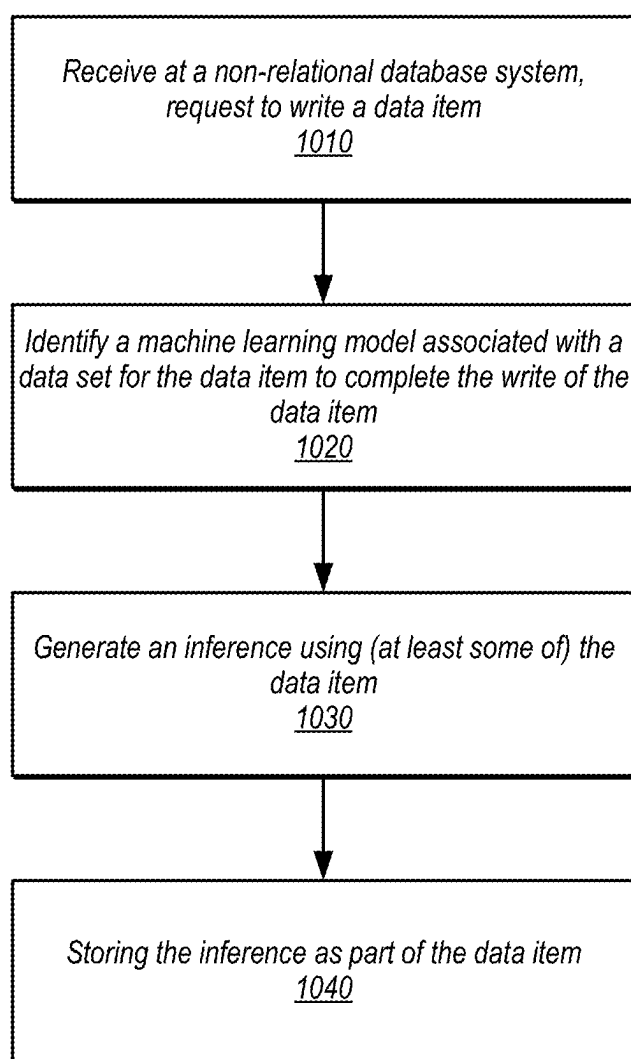 Receive at a non-relational database system,
request to write a data item
1010
Identify a machine learning model associated with a
data set for the data item to complete the write of the
data item
1020
Generate an inference using (at least some of) the
data item
1030
Storing the inference as part of the data item
1040